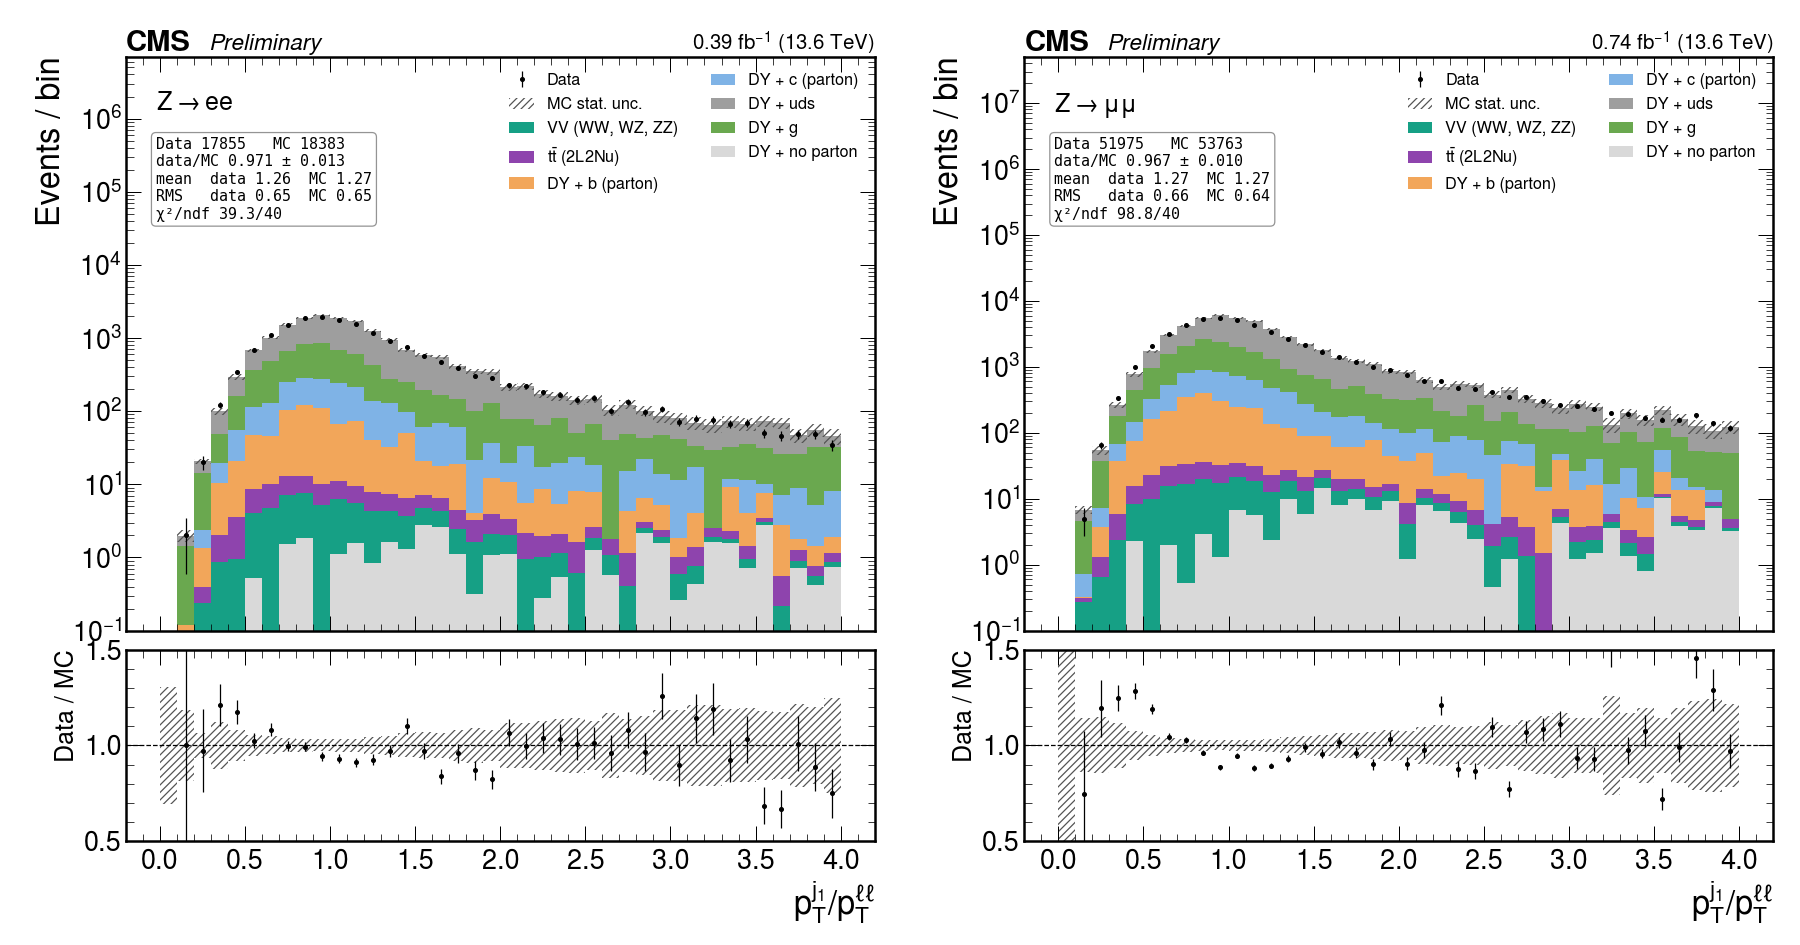 CMS Preliminary 0.39 fb⁻¹ (13.6 TeV)
Z → ee
Data 17855   MC 18383
data/MC 0.971 ± 0.013
mean  data 1.26  MC 1.27
RMS   data 0.65  MC 0.65
χ²/ndf 39.3/40
Data
MC stat. unc.
VV (WW, WZ, ZZ)
tt̄ (2L2Nu)
DY + b (parton)
DY + c (parton)
DY + uds
DY + g
DY + no parton
Events / bin
10⁶
10⁵
10⁴
10³
10²
10¹
10⁰
10⁻¹
Data / MC
1.5
1.0
0.5
0.0 0.5 1.0 1.5 2.0 2.5 3.0 3.5 4.0
p_T^{j₁}/p_T^{ℓℓ}
CMS Preliminary 0.74 fb⁻¹ (13.6 TeV)
Z → μμ
Data 51975   MC 53763
data/MC 0.967 ± 0.010
mean  data 1.27  MC 1.27
RMS   data 0.66  MC 0.64
χ²/ndf 98.8/40
Data
MC stat. unc.
VV (WW, WZ, ZZ)
tt̄ (2L2Nu)
DY + b (parton)
DY + c (parton)
DY + uds
DY + g
DY + no parton
Events / bin
10⁷
10⁶
10⁵
10⁴
10³
10²
10¹
10⁰
10⁻¹
Data / MC
1.5
1.0
0.5
0.0 0.5 1.0 1.5 2.0 2.5 3.0 3.5 4.0
p_T^{j₁}/p_T^{ℓℓ}